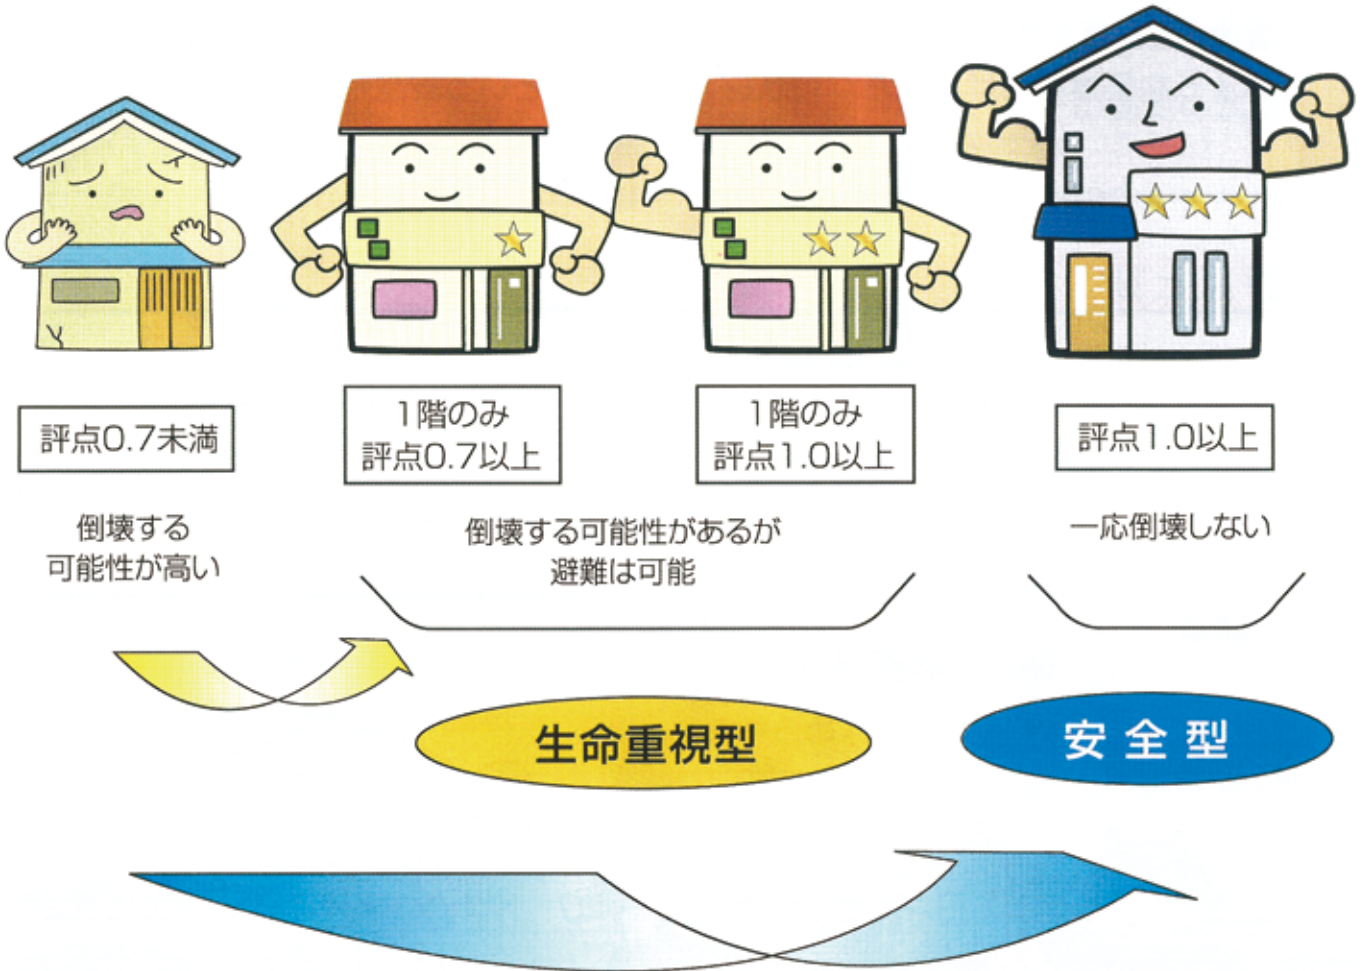 評点0.7未満
1階のみ
評点0.7以上
1階のみ
評点1.0以上
評点1.0以上
倒壊する
可能性が高い
倒壊する可能性があるが
避難は可能
一応倒壊しない
生命重視型
安全型